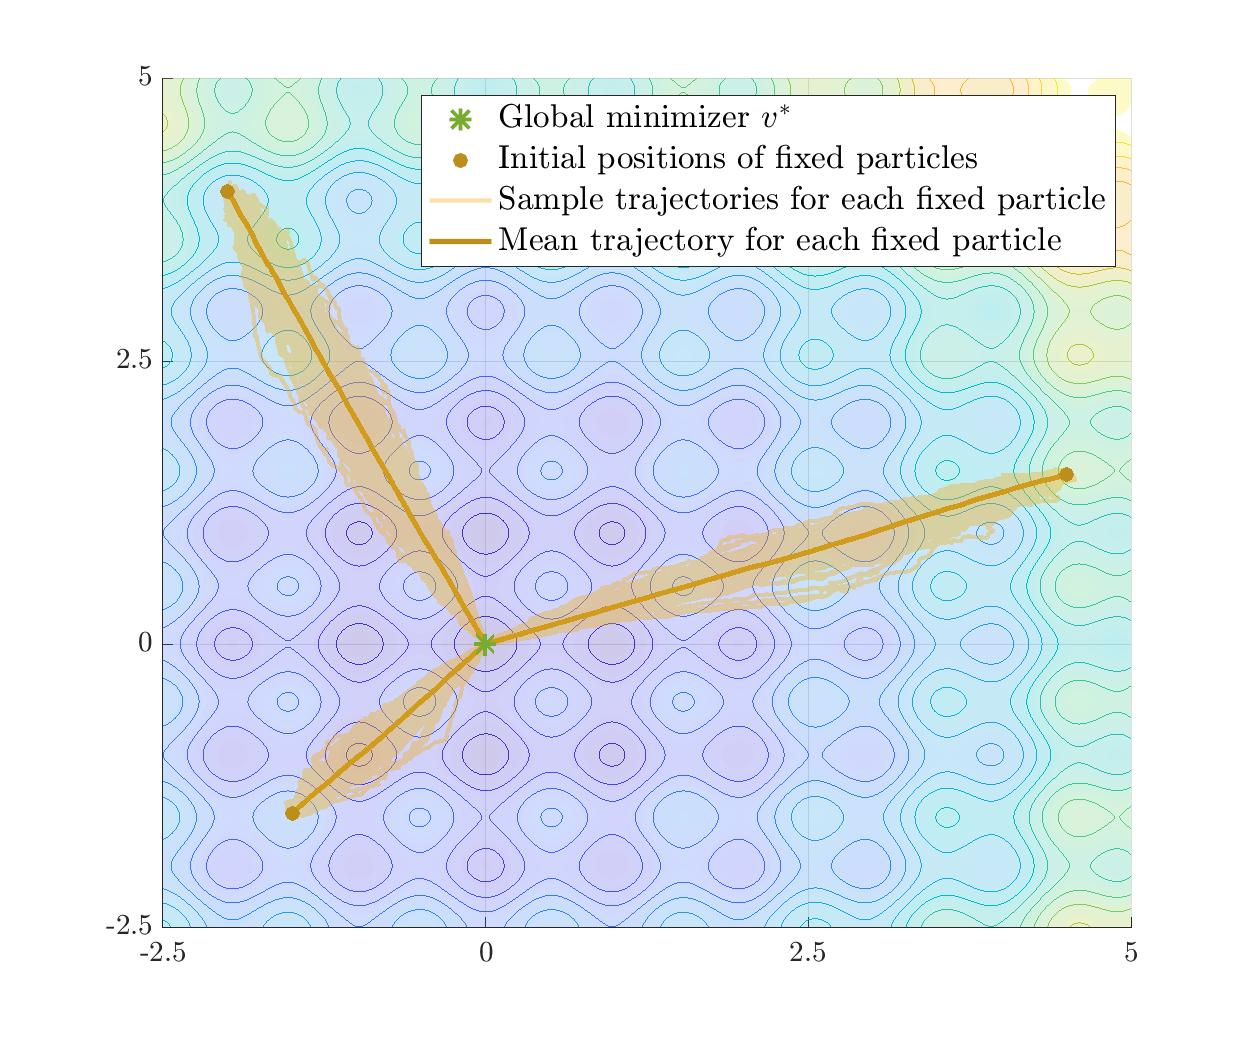 5
Global minimizer v*
Initial positions of fixed particles
Sample trajectories for each fixed particle
Mean trajectory for each fixed particle
2.5
0
-2.5
-2.5 0 2.5 5